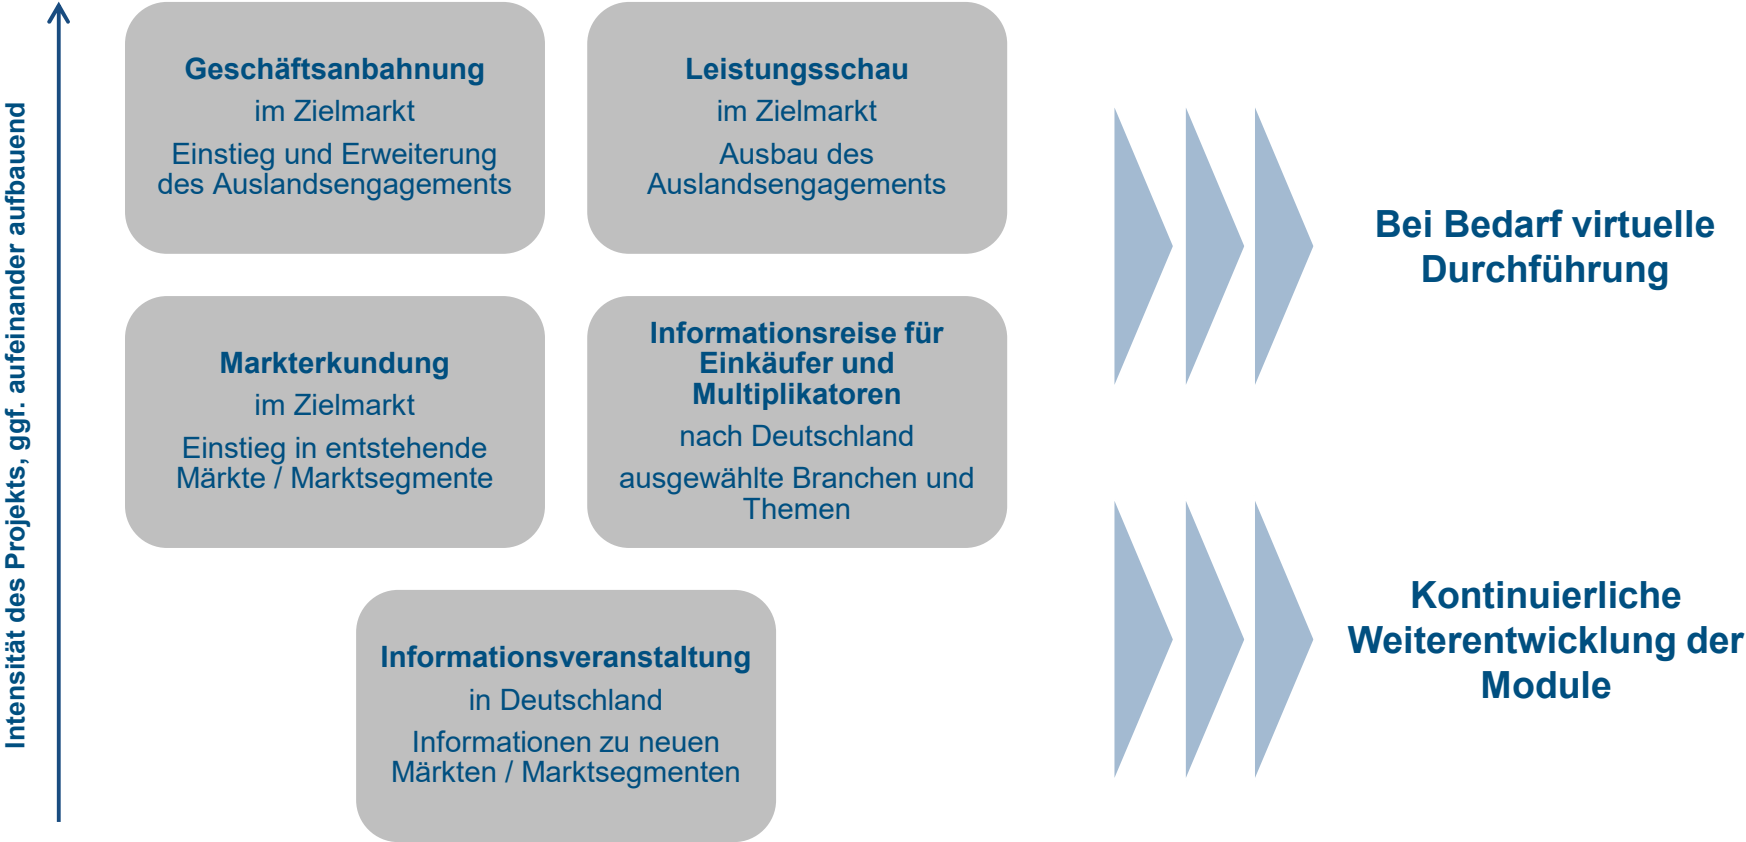 Intensität des Projekts, ggf. aufeinander aufbauend
Geschäftsanbahnung
im Zielmarkt
Einstieg und Erweiterung
des Auslandsengagements
Leistungsschau
im Zielmarkt
Ausbau des
Auslandsengagements
Markterkundung
im Zielmarkt
Einstieg in entstehende
Märkte / Marktsegmente
Informationsreise für
Einkäufer und
Multiplikatoren
nach Deutschland
ausgewählte Branchen und
Themen
Informationsveranstaltung
in Deutschland
Informationen zu neuen
Märkten / Marktsegmenten
Bei Bedarf virtuelle
Durchführung
Kontinuierliche
Weiterentwicklung der
Module